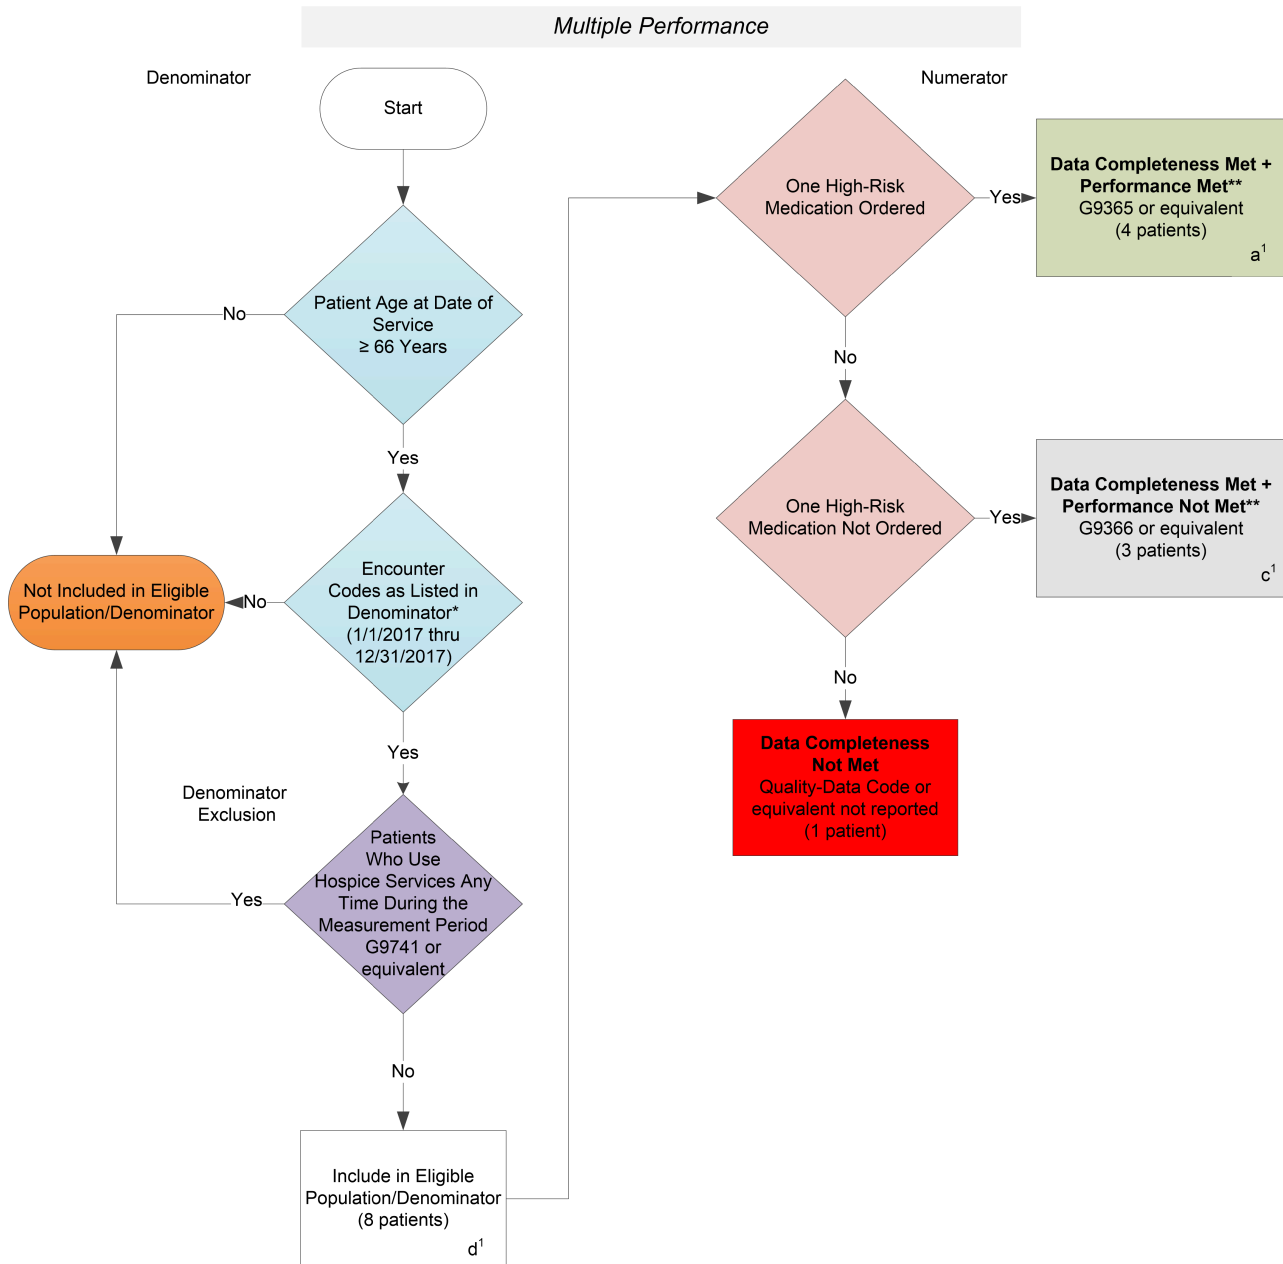 Multiple Performance
Denominator
Start
Patient Age at Date of
Service
≥ 66 Years
No
Yes
Encounter
Codes as Listed in
Denominator*
(1/1/2017 thru
12/31/2017)
No
Not Included in Eligible
Population/Denominator
Yes
Denominator
Exclusion
Patients
Who Use
Hospice Services Any
Time During the
Measurement Period
G9741 or
equivalent
Yes
No
Include in Eligible
Population/Denominator
(8 patients)
d¹
Numerator
One High-Risk
Medication Ordered
Yes
Data Completeness Met +
Performance Met**
G9365 or equivalent
(4 patients)
a¹
No
One High-Risk
Medication Not Ordered
Yes
Data Completeness Met +
Performance Not Met**
G9366 or equivalent
(3 patients)
c¹
No
Data Completeness
Not Met
Quality-Data Code or
equivalent not reported
(1 patient)